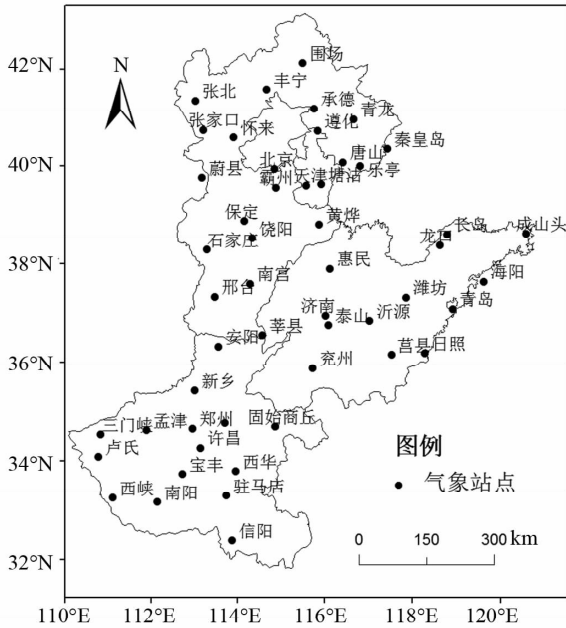 42°N
40°N
38°N
36°N
34°N
32°N
N
围场
丰宁
张北
承德
青龙
张家口
怀来
遵化
秦皇岛
北京
唐山
蔚县
乐亭
霸州
天津
塘沽
保定
黄烨
饶阳
石家庄
长岛
龙口
成山头
惠民
南宫
邢台
海阳
潍坊
青岛
济南
泰山
沂源
莘县
安阳
莒县
日照
兖州
新乡
三门峡
孟津
郑州
固始
商丘
卢氏
许昌
宝丰
西华
西峡
南阳
驻马店
信阳
图例
气象站点
0 150 300 km
110°E 112°E 114°E 116°E 118°E 120°E